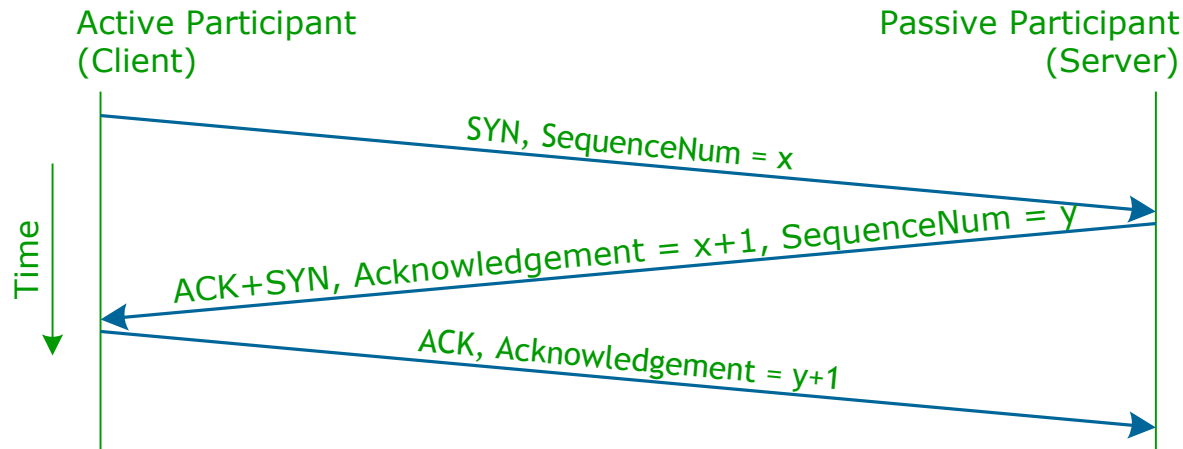 Active Participant
(Client)
Passive Participant
(Server)
SYN, SequenceNum = x
Time
ACK+SYN, Acknowledgement = x+1, SequenceNum = y
ACK, Acknowledgement = y+1